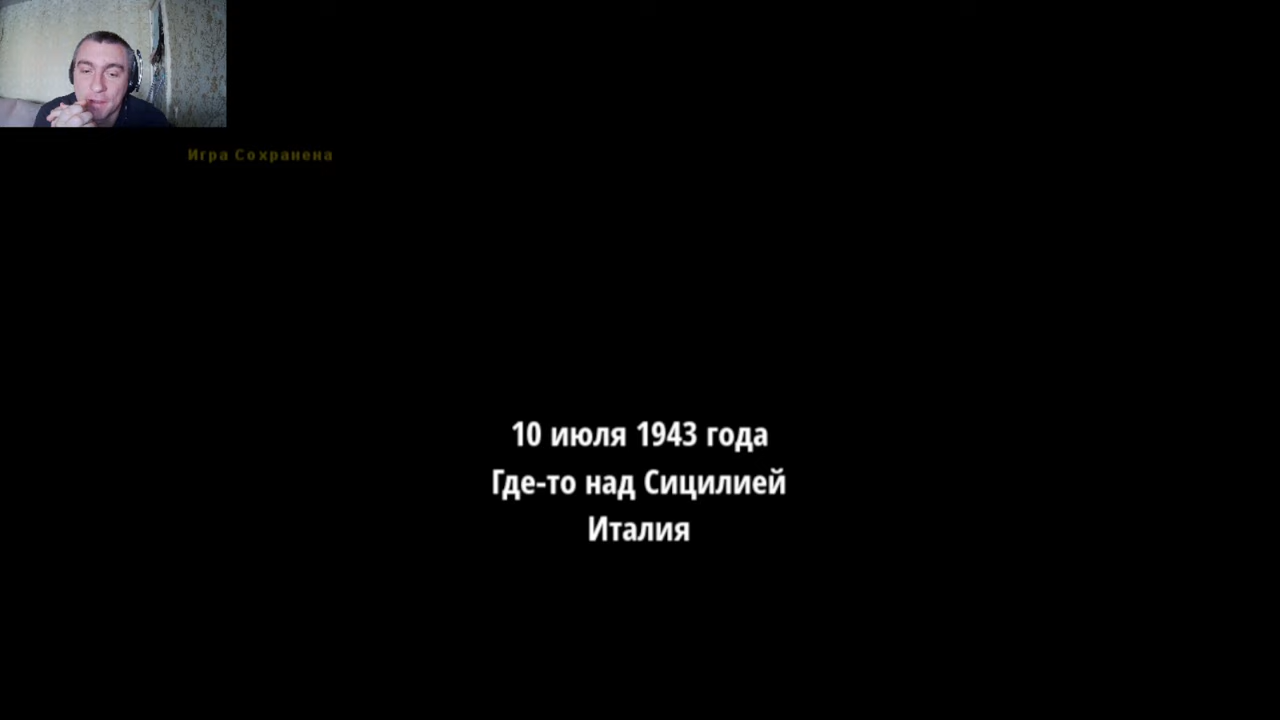 Игра Сохранена
10 июля 1943 года
Где-то над Сицилией
Италия